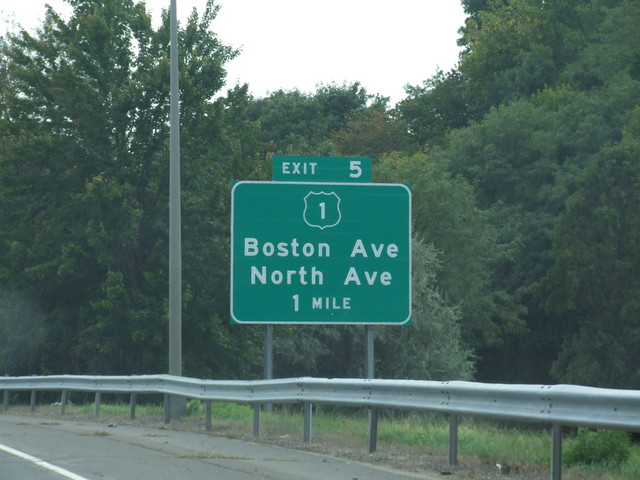 EXIT 5
1
Boston Ave
North Ave
1 MILE